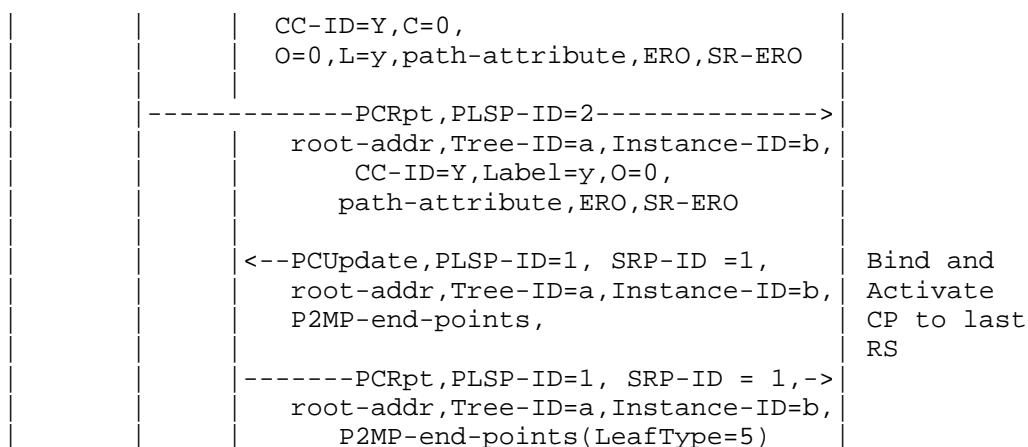 CC-ID=Y,C=0,
O=0,L=y,path-attribute,ERO,SR-ERO
-------------PCRpt,PLSP-ID=2-------------->
root-addr,Tree-ID=a,Instance-ID=b,
CC-ID=Y,Label=y,O=0,
path-attribute,ERO,SR-ERO
<--PCUpdate,PLSP-ID=1, SRP-ID =1, Bind and
root-addr,Tree-ID=a,Instance-ID=b, Activate
P2MP-end-points, CP to last
RS
-------PCRpt,PLSP-ID=1, SRP-ID = 1,->
root-addr,Tree-ID=a,Instance-ID=b,
P2MP-end-points(LeafType=5)